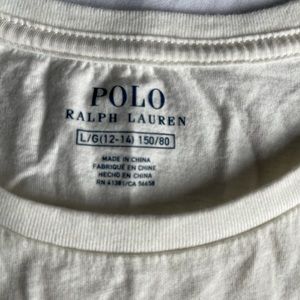 POLO
RALPH LAUREN
L/G(12-14) 150/80
MADE IN CHINA
FABRIQUÉ EN CHINE
HECHO EN CHINA
RN 41381/CA 56658